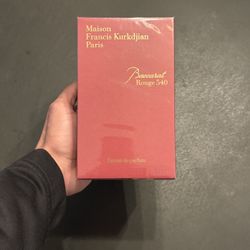 Maison
Francis Kurkdjian
Paris
Baccarat
Rouge 540
Extrait de parfum